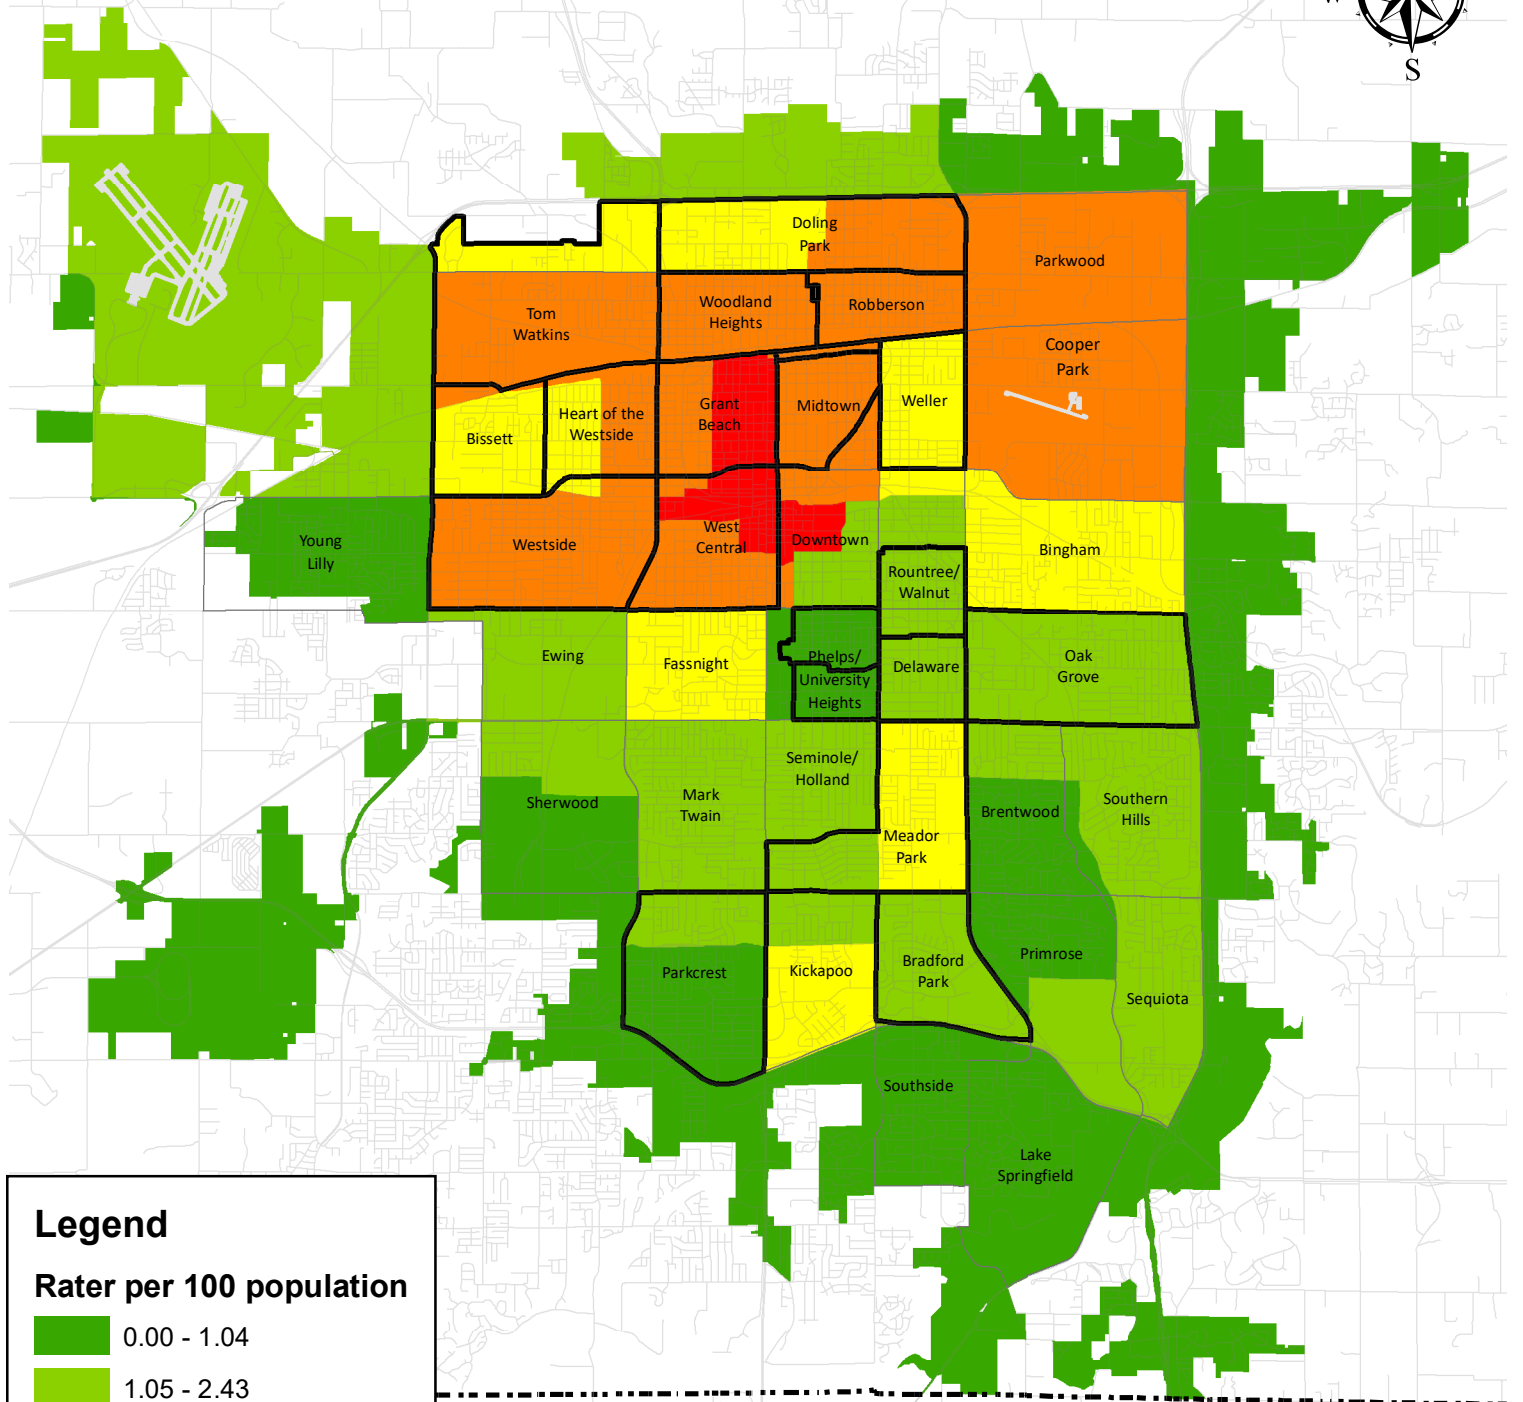 S
Doling
Park
Parkwood
Tom
Watkins
Woodland
Heights
Robberson
Cooper
Park
Bissett
Heart of the
Westside
Grant
Beach
Midtown
Weller
Young
Lilly
Westside
West
Central
Downtown
Bingham
Rountree/
Walnut
Ewing
Fassnight
Phelps/
University
Heights
Delaware
Oak
Grove
Sherwood
Mark
Twain
Seminole/
Holland
Meador
Park
Brentwood
Southern
Hills
Parkcrest
Kickapoo
Bradford
Park
Primrose
Sequiota
Southside
Lake
Springfield
Legend
Rater per 100 population
0.00 - 1.04
1.05 - 2.43